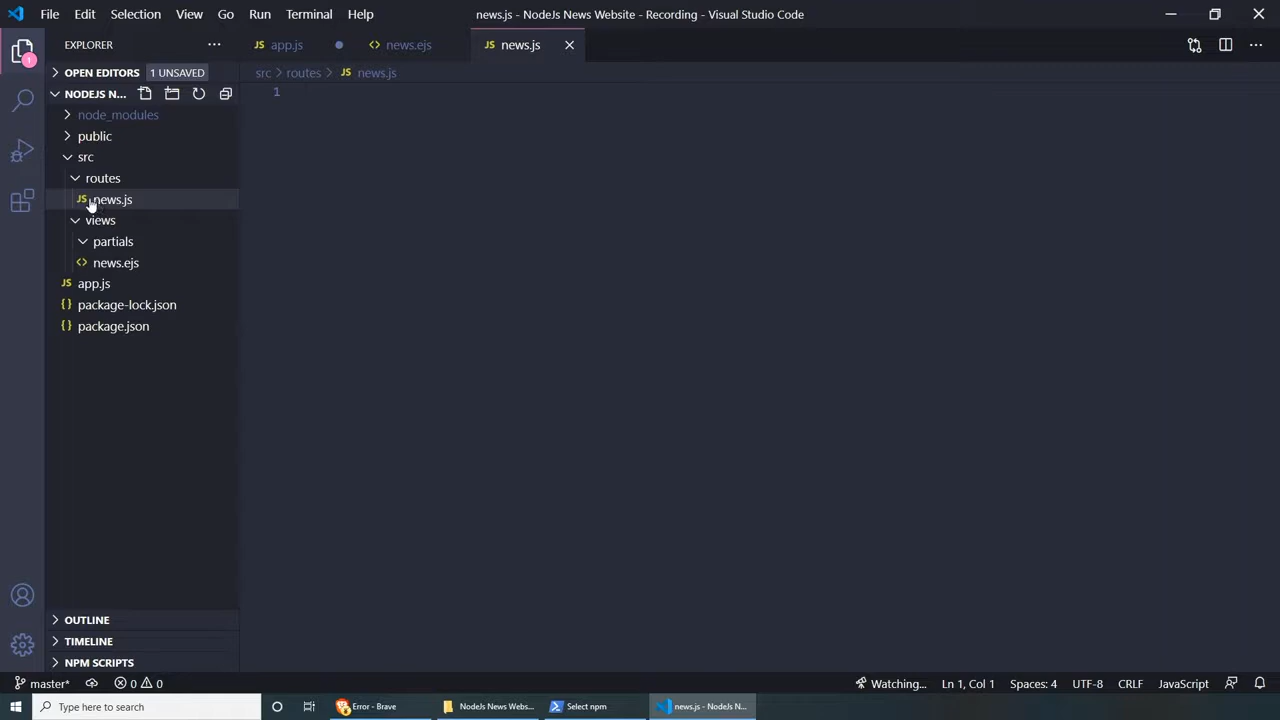 File Edit Selection View Go Run Terminal Help news.js - NodeJs News Website - Recording - Visual Studio Code
EXPLORER
app.js news.ejs JS news.js
OPEN EDITORS 1 UNSAVED
src routes JS news.js
NODEJS N...
1
node_modules
public
src
routes
JS news.js
views
partials
news.ejs
JS app.js
package-lock.json
package.json
OUTLINE
TIMELINE
NPM SCRIPTS
master* 0 0 Watching... Ln 1, Col 1 Spaces: 4 UTF-8 CRLF JavaScript
Type here to search Error - Brave NodeJs News Webs... Select npm news.js - NodeJs N...